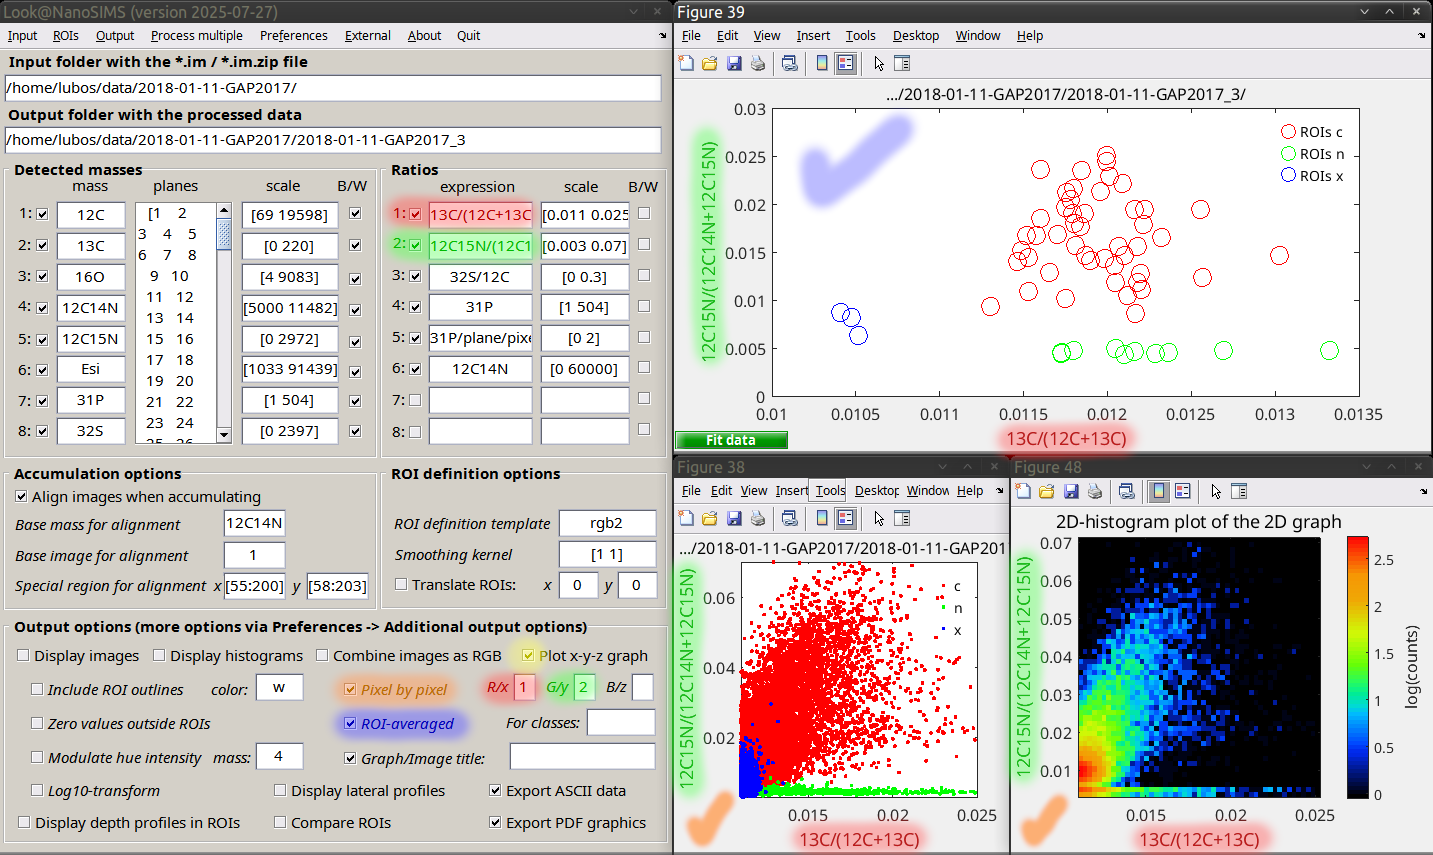 Look@NanoSIMS (version 2025-07-27)
Input ROIs Output Process multiple Preferences External About Quit
Input folder with the *.im / *.im.zip file
/home/lubos/data/2018-01-11-GAP2017/
Output folder with the processed data
/home/lubos/data/2018-01-11-GAP2017/2018-01-11-GAP2017_3
Detected masses
mass planes scale B/W
1: 12C [69 19598]
2: 13C [0 220]
3: 16O [4 9083]
4: 12C14N [5000 11482]
5: 12C15N [0 2972]
6: Esi [1033 91439]
7: 31P [1 504]
8: 32S [0 2397]
[1 2
3 4 5
6 7 8
9 10
11 12
13 14
15 16
17 18
19 20
21 22
23 24
25 26
Ratios
expression scale B/W
1: 13C/(12C+13C [0.011 0.025
2: 12C15N/(12C1 [0.003 0.07]
3: 32S/12C [0 0.3]
4: 31P [1 504]
5: 31P/plane/pixe [0 2]
6: 12C14N [0 60000]
7:
8:
Accumulation options
Align images when accumulating
Base mass for alignment 12C14N
Base image for alignment 1
Special region for alignment x [55:200] y [58:203]
ROI definition options
ROI definition template rgb2
Smoothing kernel [1 1]
Translate ROIs: x 0 y 0
Output options (more options via Preferences -> Additional output options)
Display images Display histograms Combine images as RGB Plot x-y-z graph
Include ROI outlines color: w Pixel by pixel R/x 1 G/y 2 B/z
Zero values outside ROIs ROI-averaged For classes:
Modulate hue intensity mass: 4 Graph/Image title:
Log10-transform Display lateral profiles Export ASCII data
Display depth profiles in ROIs Compare ROIs Export PDF graphics
Figure 39
File Edit View Insert Tools Desktop Window Help
.../2018-01-11-GAP2017/2018-01-11-GAP2017_3/
12C15N/(12C14N+12C15N)
0.03
0.025
0.02
0.015
0.01
0.005
0
ROIs c
ROIs n
ROIs x
0.01 0.0105 0.011 0.0115 0.012 0.0125 0.013 0.0135
13C/(12C+13C)
Fit data
Figure 38
File Edit View Insert Tools Desktop Window Help
.../2018-01-11-GAP2017/2018-01-11-GAP201
12C15N/(12C14N+12C15N)
0.06
0.04
0.02
c
n
x
0.015 0.02 0.025
13C/(12C+13C)
Figure 48
2D-histogram plot of the 2D graph
12C15N/(12C14N+12C15N)
0.07
0.06
0.05
0.04
0.03
0.02
0.01
0.015 0.02 0.025
13C/(12C+13C)
2.5
2
1.5
1
0.5
0
log(counts)